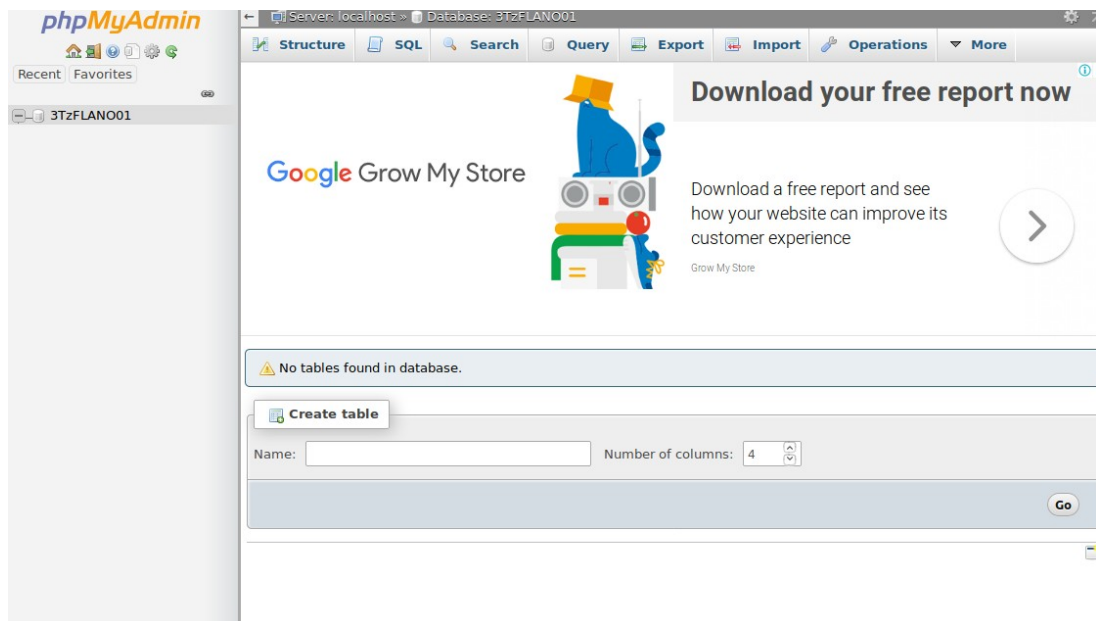 phpMyAdmin
Recent Favorites
3TzFLANO01
Server: localhost » Database: 3TzFLANO01
Structure SQL Search Query Export Import Operations More
Download your free report now
Google Grow My Store
Download a free report and see
how your website can improve its
customer experience
Grow My Store
No tables found in database.
Create table
Name: Number of columns: 4
Go